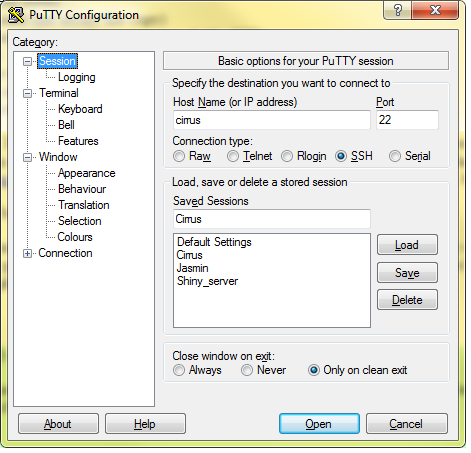 PuTTY Configuration
Category:
Session
Logging
Terminal
Keyboard
Bell
Features
Window
Appearance
Behaviour
Translation
Selection
Colours
Connection
Basic options for your PuTTY session
Specify the destination you want to connect to
Host Name (or IP address) Port
cirrus 22
Connection type:
Raw Telnet Rlogin SSH Serial
Load, save or delete a stored session
Saved Sessions
Cirrus
Default Settings
Cirrus
Jasmin
Shiny_server
Load
Save
Delete
Close window on exit:
Always Never Only on clean exit
About Help Open Cancel